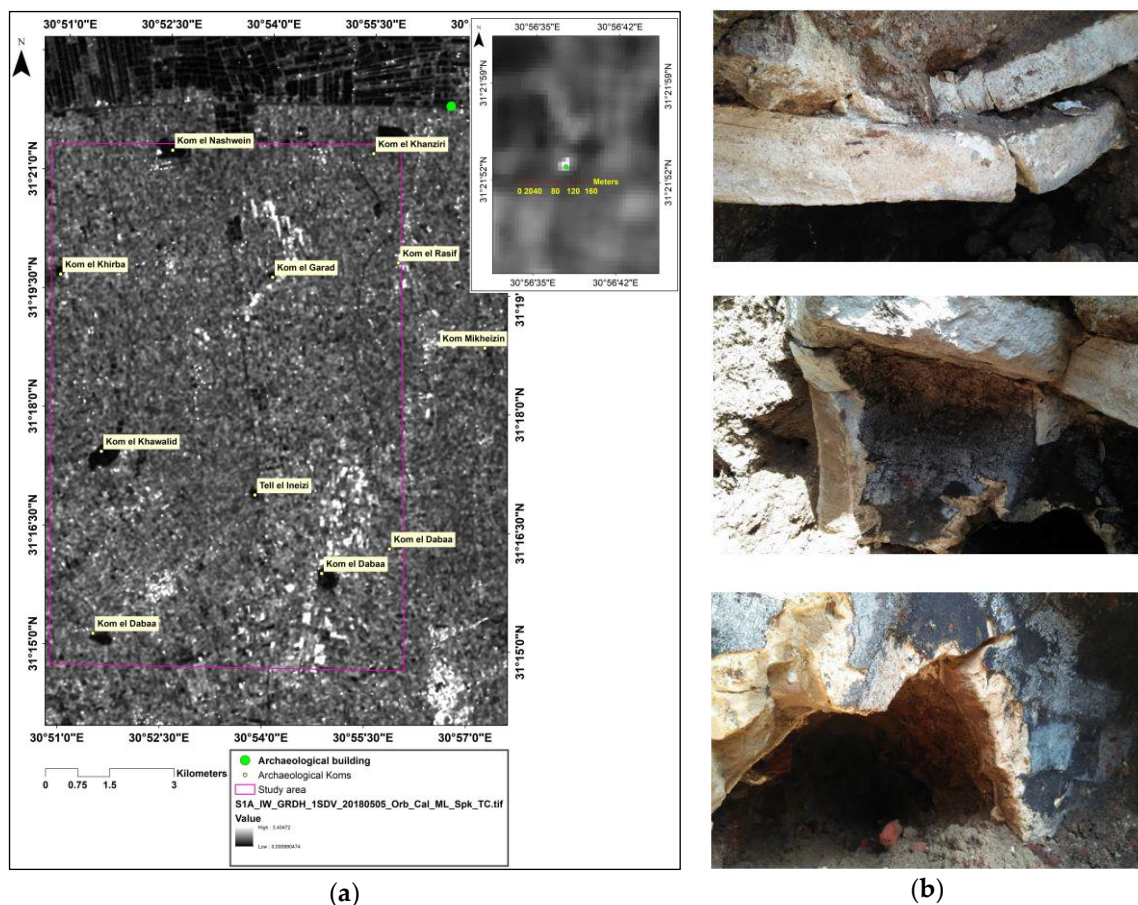 30°51'0"E 30°52'30"E 30°54'0"E 30°55'30"E
N
31°21'0"N
31°19'30"N
31°18'0"N
31°16'30"N
31°15'0"N
Kom el Nashwein
Kom el Khanziri
Kom el Khirba
Kom el Garad
Kom el Rasif
Kom Mikheizin
Kom el Khawalid
Tell el Ineizi
Kom el Dabaa
Kom el Dabaa
Kom el Dabaa
30°56'35"E 30°56'42"E
N
31°21'59"N
31°21'52"N
31°21'59"N
31°21'52"N
Meters
0 2040 80 120 160
30°56'35"E 30°56'42"E
31°19
31°18'0"N
31°16'30"N
31°15'0"N
30°51'0"E 30°52'30"E 30°54'0"E 30°55'30"E 30°57'0"E
Kilometers
0 0.75 1.5 3
Archaeological building
Archaeological Koms
Study area
S1A_IW_GRDH_1SDV_20180505_Orb_Cal_ML_Spk_TC.tif
Value
(a)
(b)